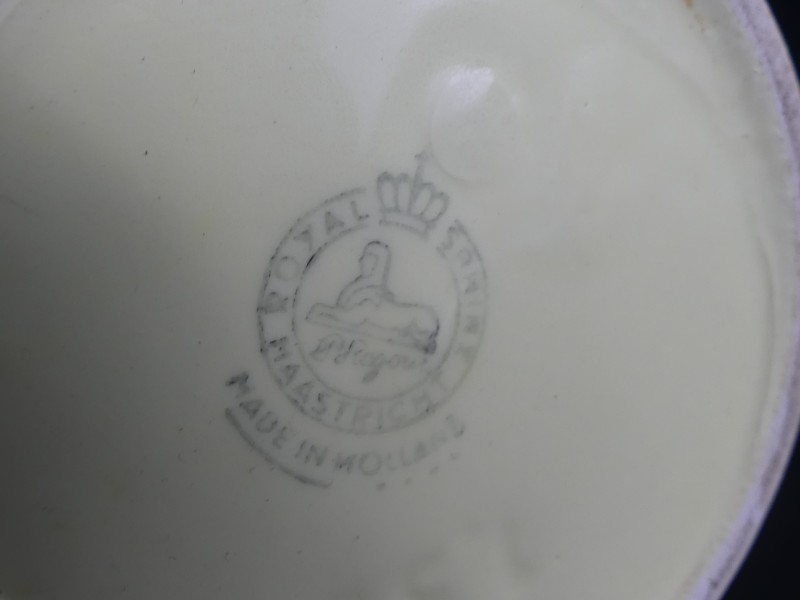 ROYAL SPHINX
P. Regout
MAASTRICHT
MADE IN HOLLAND